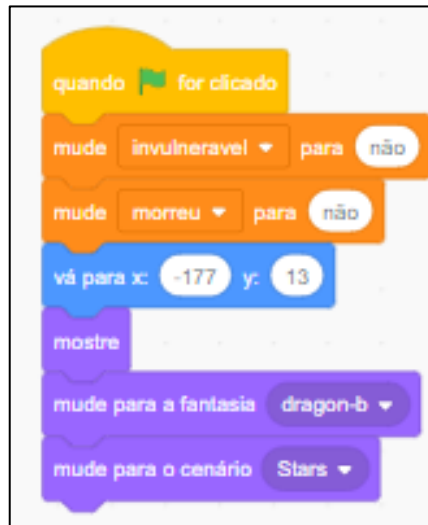 quando for clicado
mude invulneravel para não
mude morreu para não
vá para x: -177 y: 13
mostre
mude para a fantasia dragon-b
mude para o cenário Stars